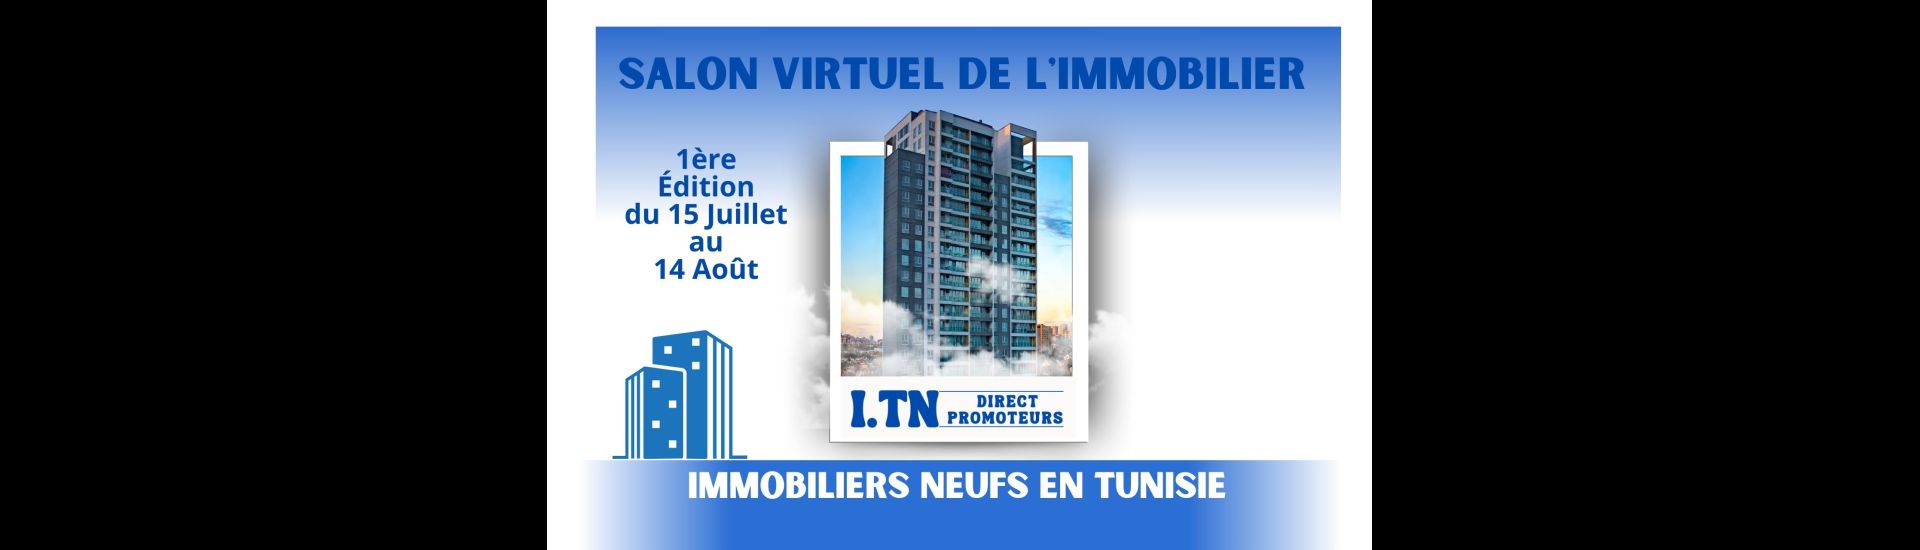 SALON VIRTUEL DE L'IMMOBILIER
1ère
Édition
du 15 Juillet
au
14 Août
I.TN
DIRECT
PROMOTEURS
IMMOBILIERS NEUFS EN TUNISIE